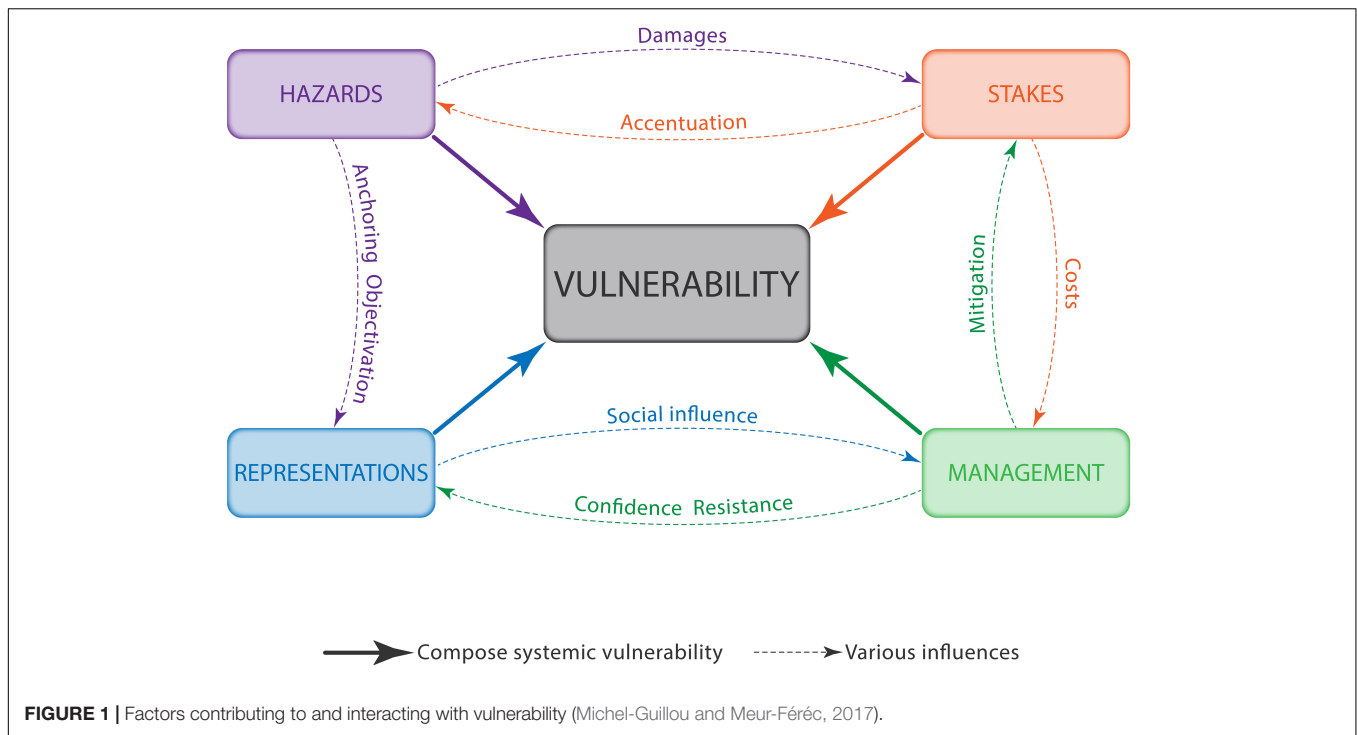 Damages
HAZARDS
STAKES
Accentuation
Anchoring Objectivation
VULNERABILITY
Mitigation
Costs
Social influence
REPRESENTATIONS
MANAGEMENT
Confidence Resistance
Compose systemic vulnerability
Various influences
FIGURE 1 | Factors contributing to and interacting with vulnerability (Michel-Guillou and Meur-Féréc, 2017).